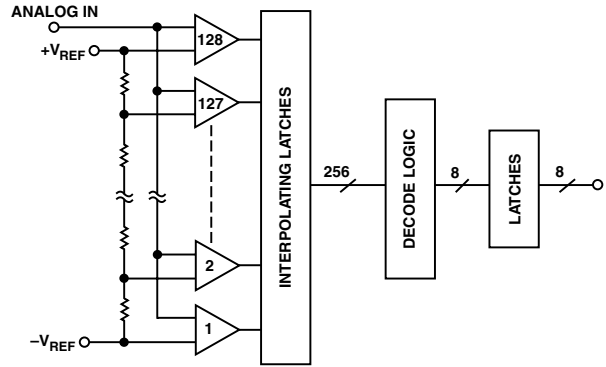 ANALOG IN
+VREF
128
127
2
1
–VREF
INTERPOLATING LATCHES
256
DECODE LOGIC
8
LATCHES
8